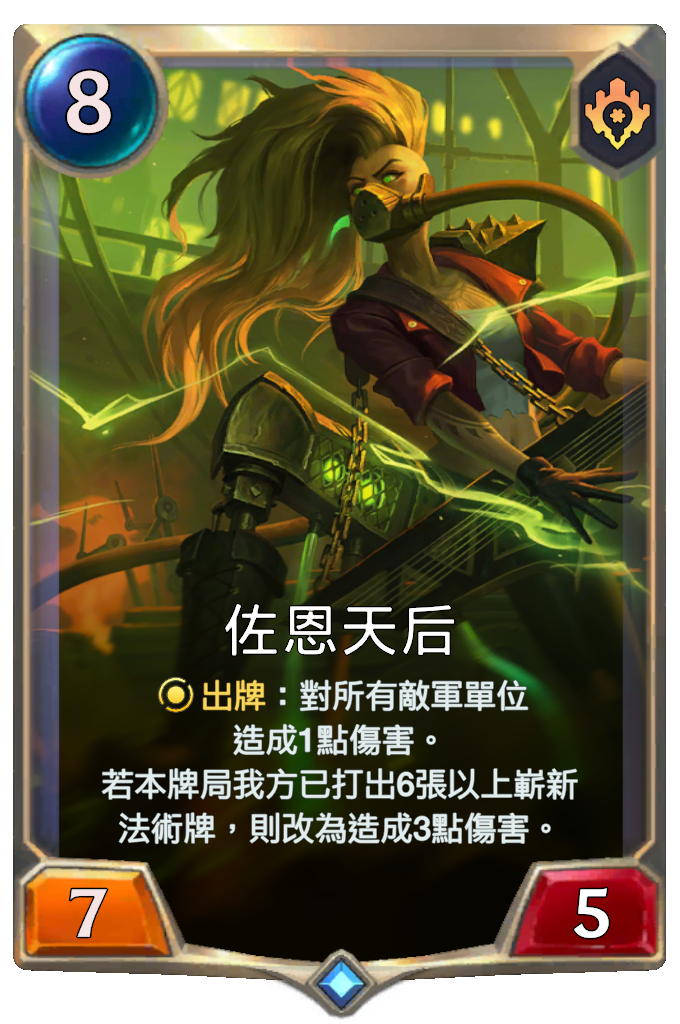 8
佐恩天后
出牌：對所有敵軍單位
造成1點傷害。
若本牌局我方已打出6張以上嶄新
法術牌，則改為造成3點傷害。
7
5